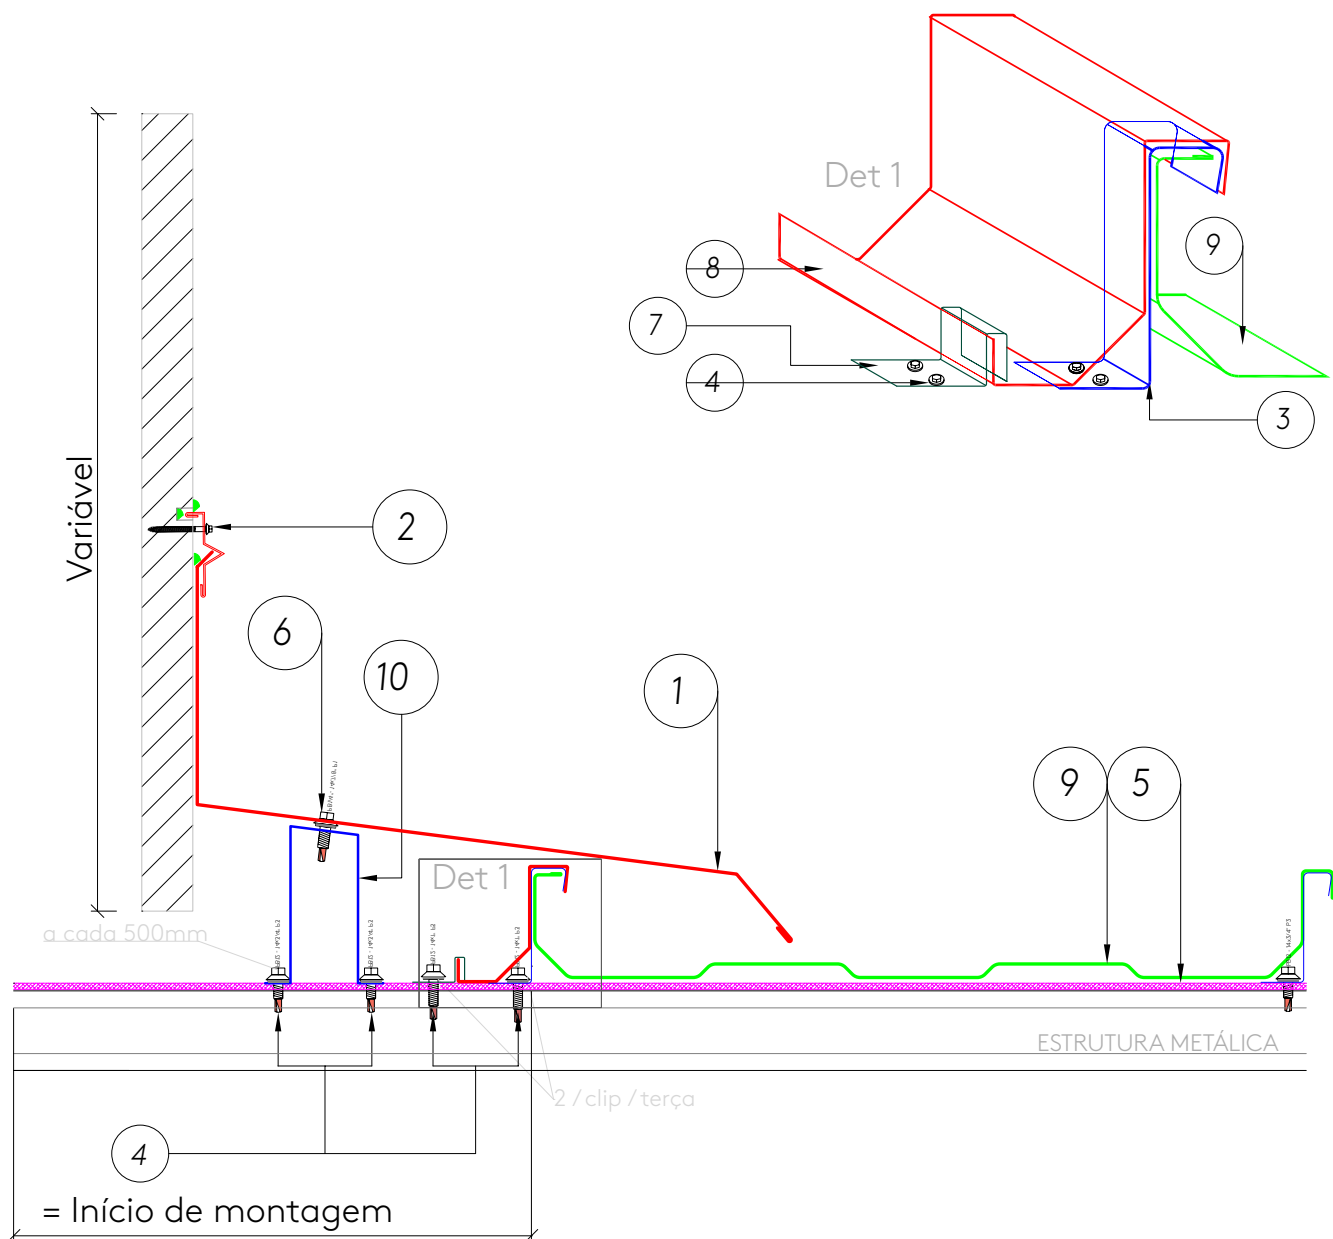 Det 1
8
9
7
4
3
Variável
2
6
10
1
9
5
Det 1
a cada 500mm
ESTRUTURA METÁLICA
2 / clip / terça
4
= Início de montagem